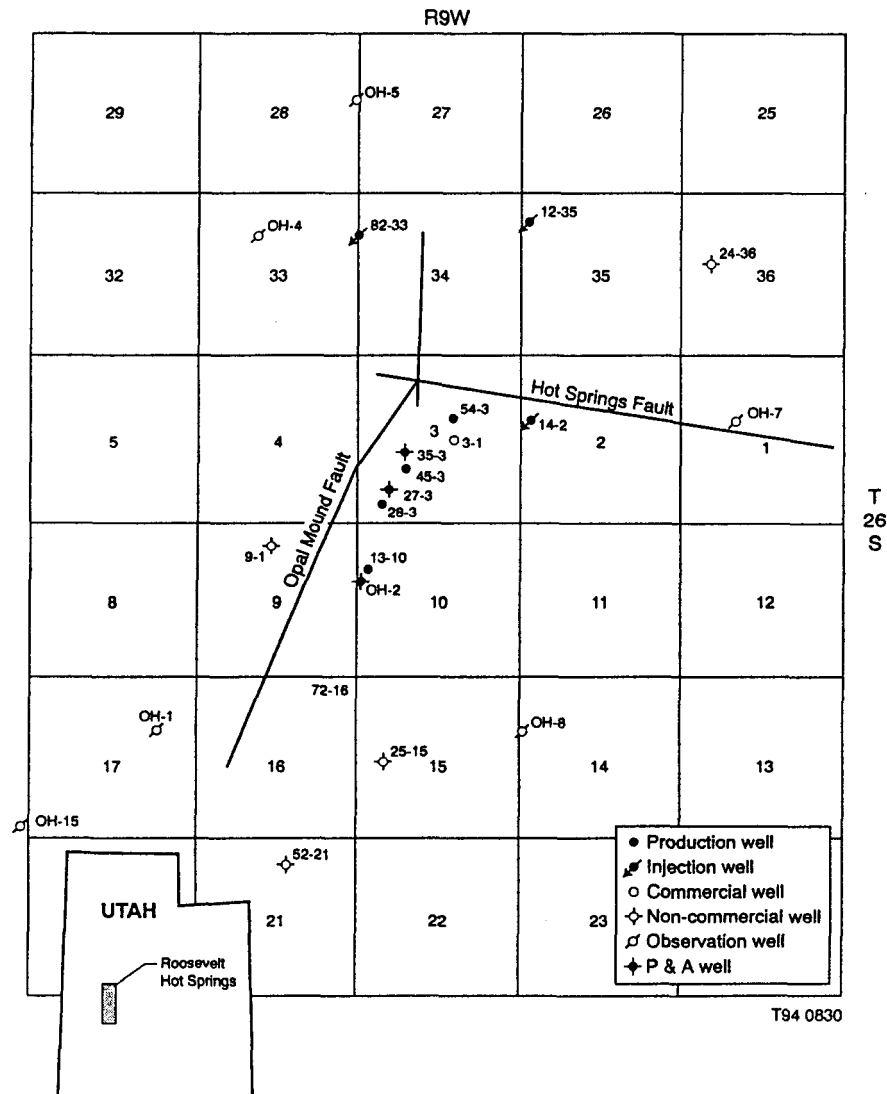 R9W
29
28
OH-5
27
26
25
32
OH-4
33
82-33
34
12-35
35
24-36
36
5
4
3
54-3
3-1
35-3
45-3
27-3
28-3
Hot Springs Fault
14-2
2
OH-7
1
T
26
S
Opal Mound Fault
8
9-1
9
13-10
OH-2
10
11
12
72-16
OH-1
17
16
25-15
15
OH-8
14
13
OH-15
52-21
21
22
23
UTAH
Roosevelt
Hot Springs
Production well
Injection well
Commercial well
Non-commercial well
Observation well
P & A well
T94 0830